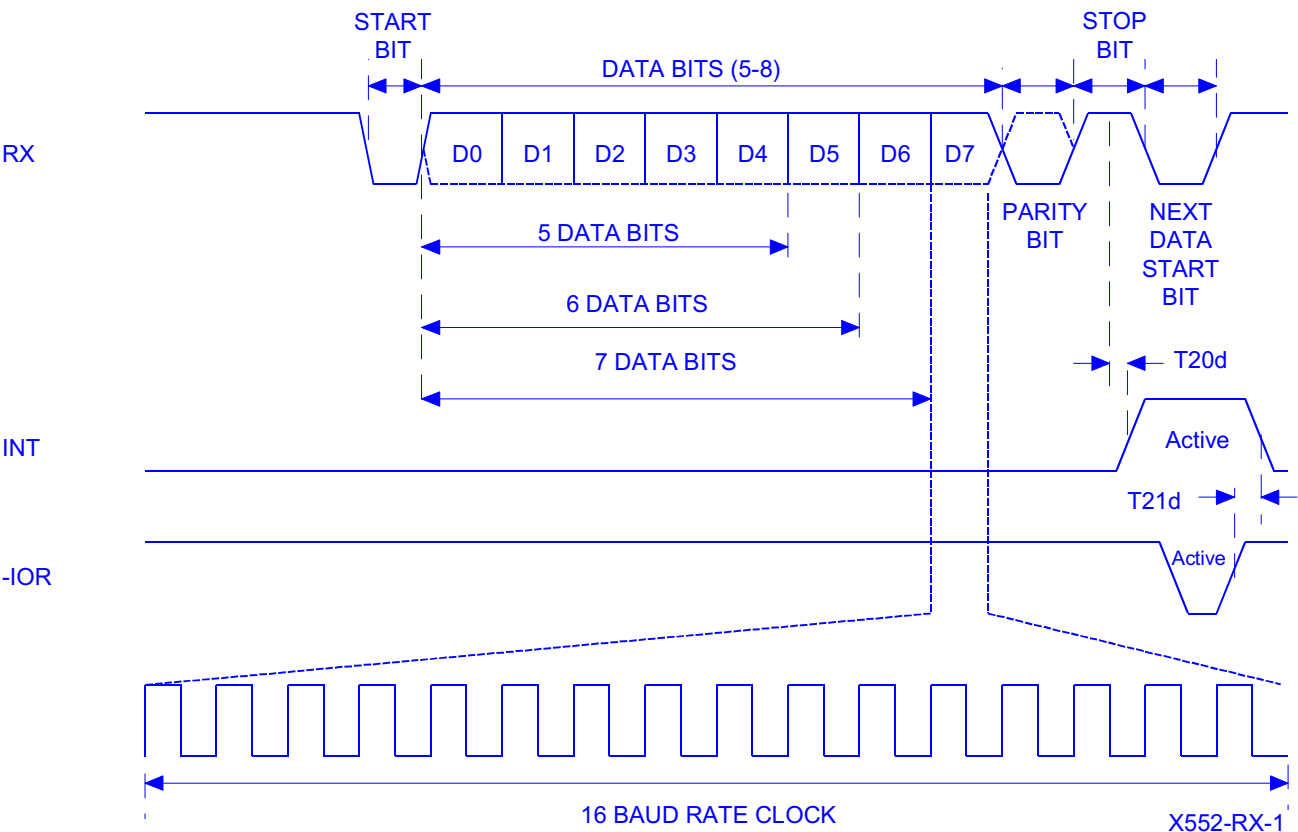 START
BIT
STOP
BIT
DATA BITS (5-8)
RX
D0 D1 D2 D3 D4 D5 D6 D7
PARITY
BIT
NEXT
DATA
START
BIT
5 DATA BITS
6 DATA BITS
7 DATA BITS
T20d
INT
Active
T21d
-IOR
Active
16 BAUD RATE CLOCK
X552-RX-1